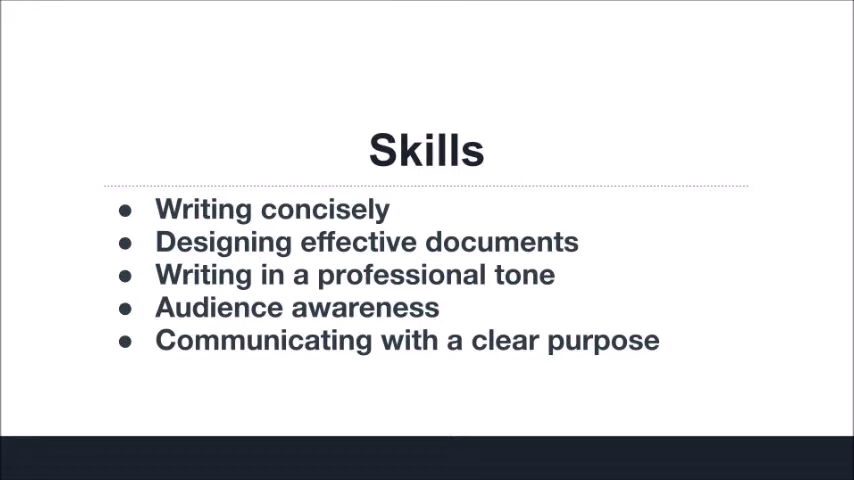 Skills
● Writing concisely
● Designing effective documents
● Writing in a professional tone
● Audience awareness
● Communicating with a clear purpose